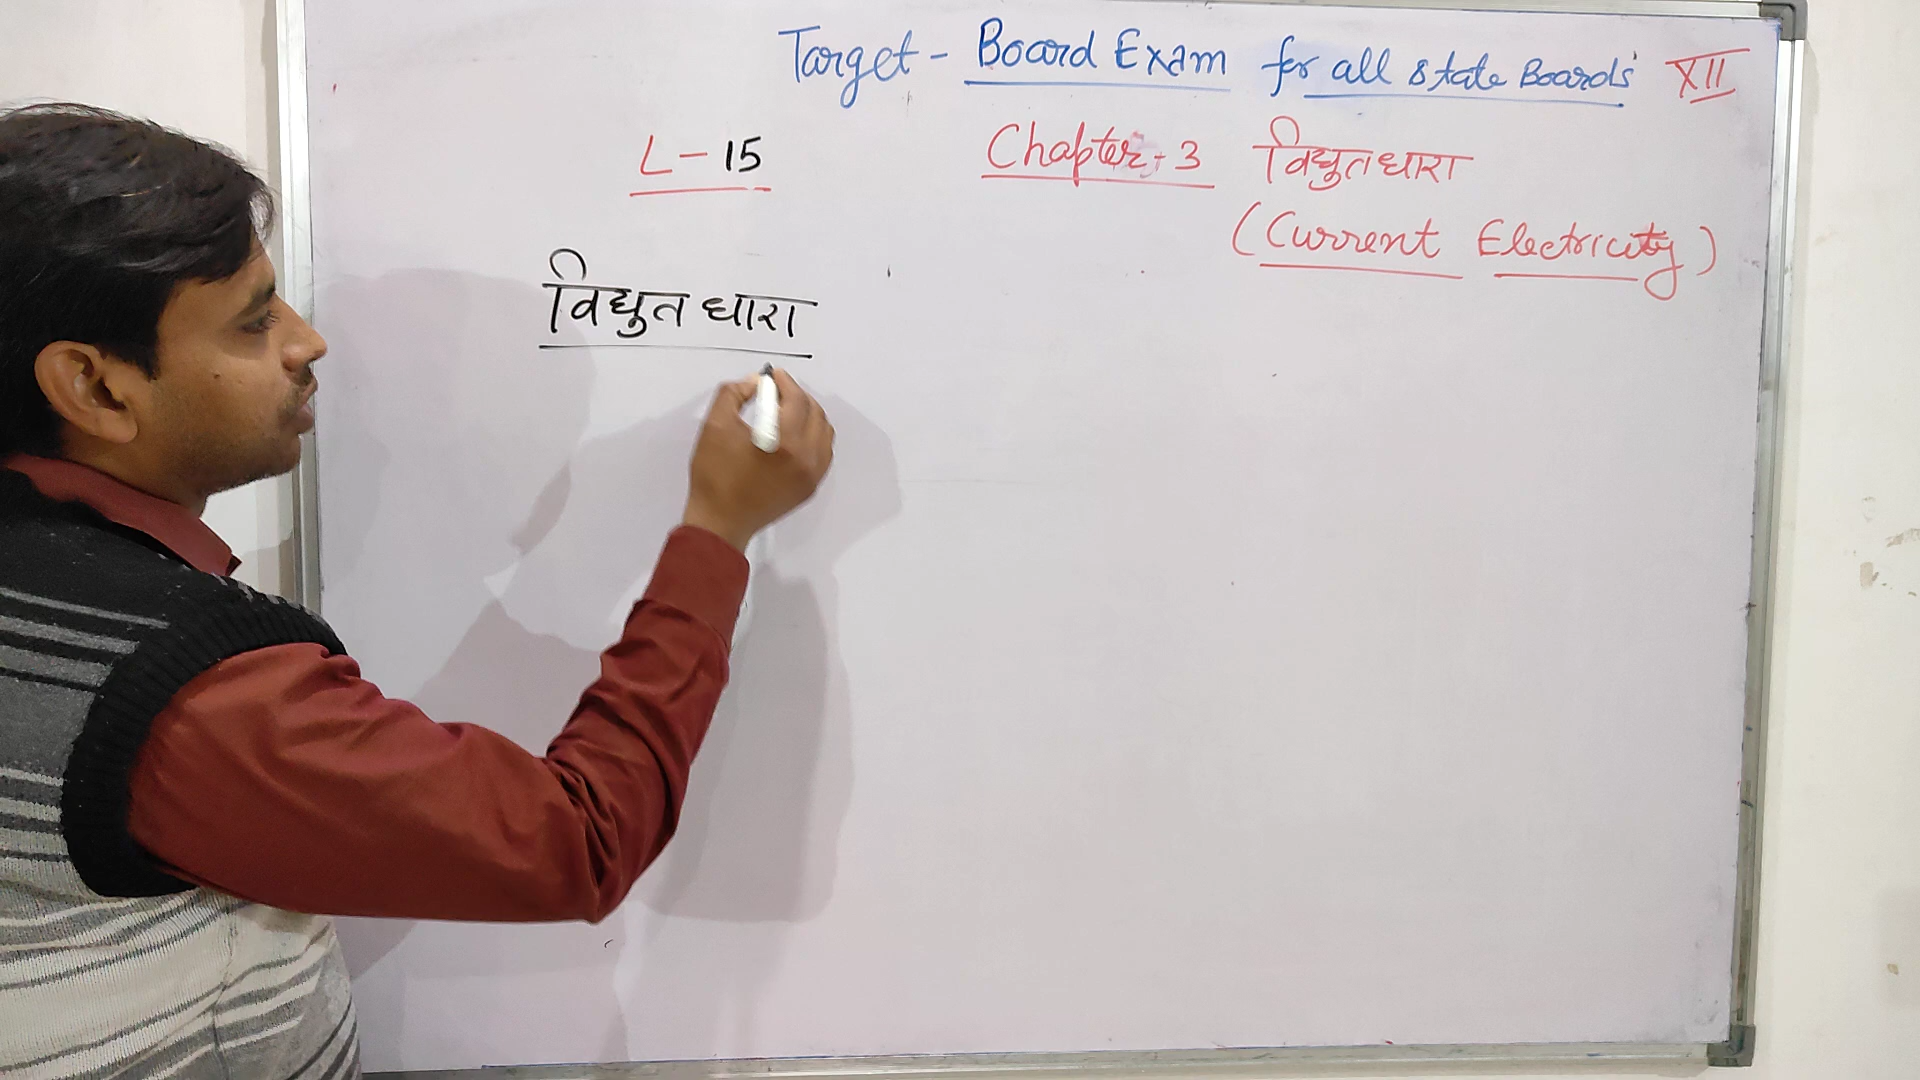 Target - Board Exam for all state Boards' XII
L - 15
Chapter - 3 विद्युत धारा
(Current Electricity)
विद्युत धारा